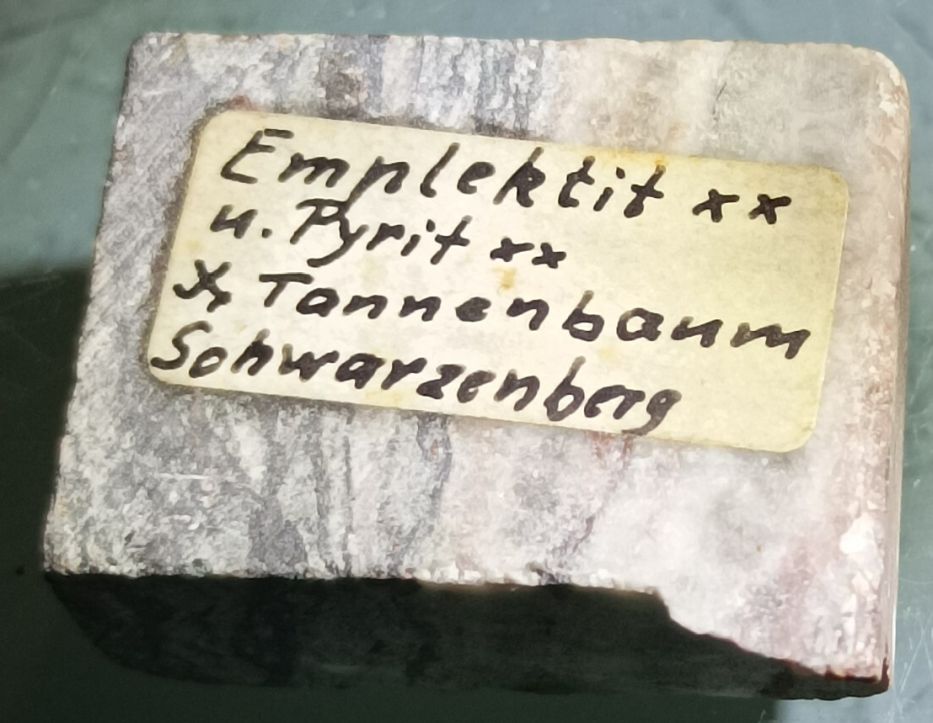 Emplektit xx
u. Pyrit xx
Tannenbaum
Schwarzenberg